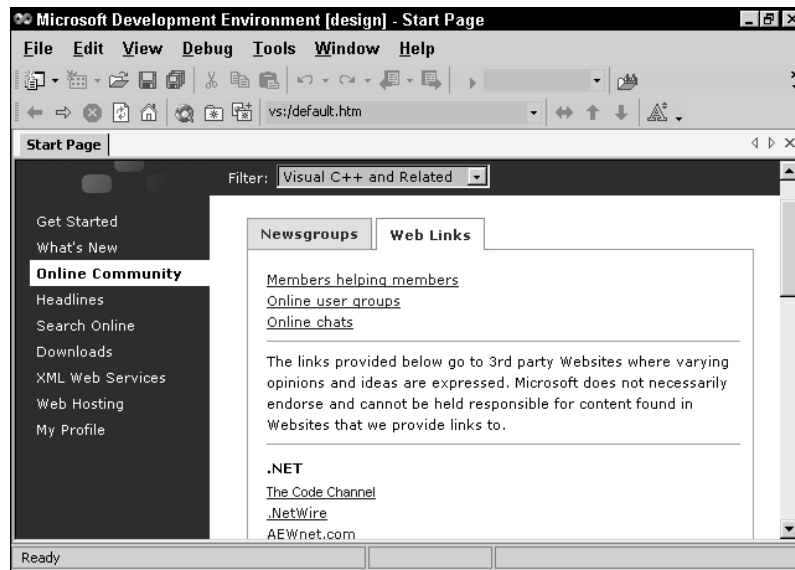 Microsoft Development Environment [design] - Start Page
File Edit View Debug Tools Window Help
vs:/default.htm
Start Page
Filter: Visual C++ and Related
Get Started
What's New
Online Community
Headlines
Search Online
Downloads
XML Web Services
Web Hosting
My Profile
Newsgroups Web Links
Members helping members
Online user groups
Online chats
The links provided below go to 3rd party Websites where varying
opinions and ideas are expressed. Microsoft does not necessarily
endorse and cannot be held responsible for content found in
Websites that we provide links to.
.NET
The Code Channel
.NetWire
AEWnet.com
Ready